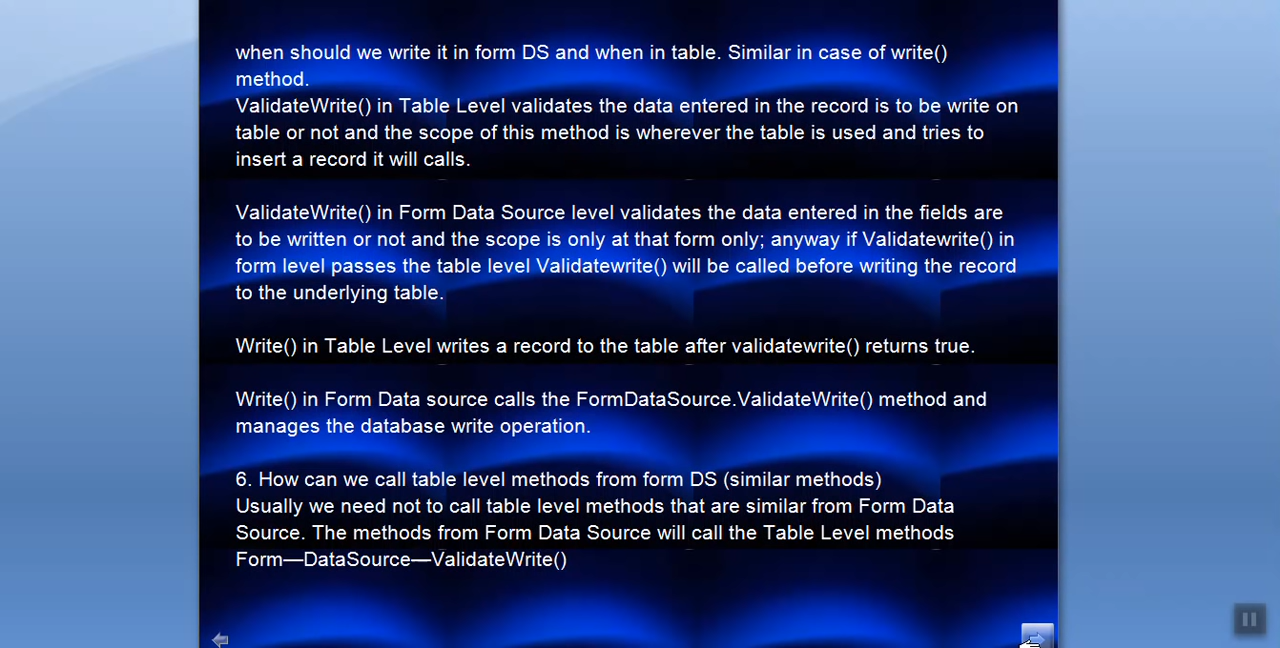 when should we write it in form DS and when in table. Similar in case of write()
method.
ValidateWrite() in Table Level validates the data entered in the record is to be write on
table or not and the scope of this method is wherever the table is used and tries to
insert a record it will calls.
ValidateWrite() in Form Data Source level validates the data entered in the fields are
to be written or not and the scope is only at that form only; anyway if Validatewrite() in
form level passes the table level Validatewrite() will be called before writing the record
to the underlying table.
Write() in Table Level writes a record to the table after validatewrite() returns true.
Write() in Form Data source calls the FormDataSource.ValidateWrite() method and
manages the database write operation.
6. How can we call table level methods from form DS (similar methods)
Usually we need not to call table level methods that are similar from Form Data
Source. The methods from Form Data Source will call the Table Level methods
Form—DataSource—ValidateWrite()